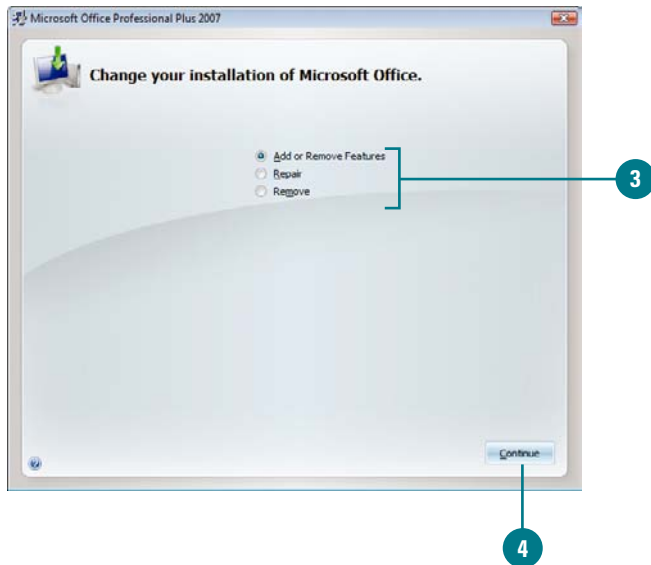 Microsoft Office Professional Plus 2007
Change your installation of Microsoft Office.
Add or Remove Features
Repair
Remove
3
Continue
4